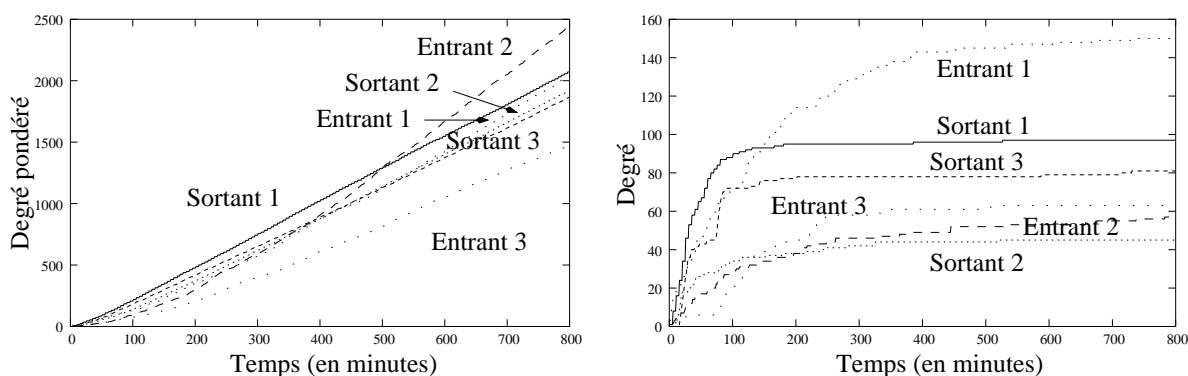 2500
2000
1500
1000
500
0
0
100
200
300
400
500
600
700
800
Degré pondéré
Temps (en minutes)
Entrant 2
Sortant 2
Entrant 1
Sortant 3
Sortant 1
Entrant 3
160
140
120
100
80
60
40
20
0
0
100
200
300
400
500
600
700
800
Degré
Temps (en minutes)
Entrant 1
Sortant 1
Sortant 3
Entrant 3
Entrant 2
Sortant 2